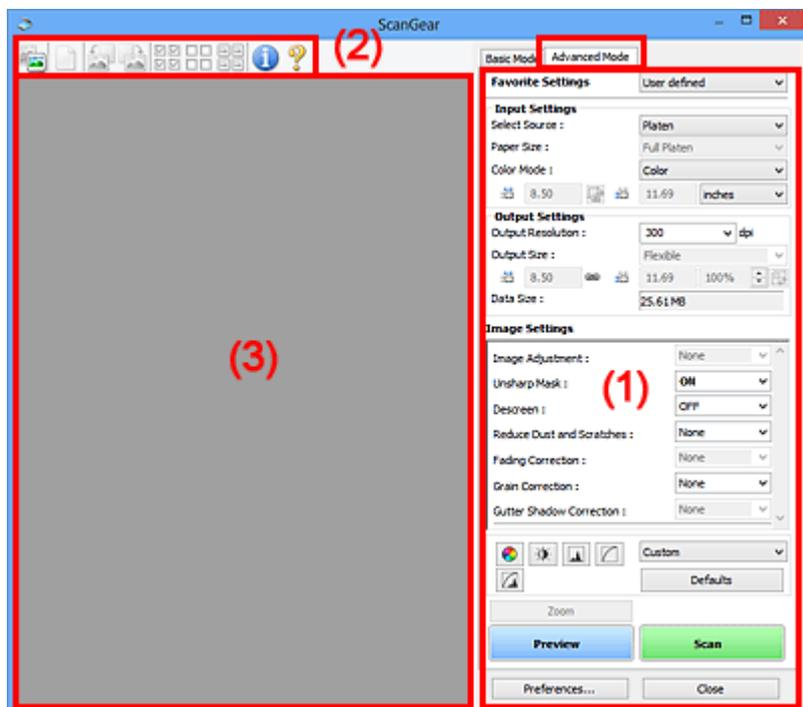 ScanGear
(2)
Basic Mode Advanced Mode
Favorite Settings User defined
Input Settings
Select Source : Platen
Paper Size : Full Platen
Color Mode : Color
8.50 11.69 inches
Output Settings
Output Resolution : 300 dpi
Output Size : Flexible
8.50 11.69 100%
Data Size : 25.61 MB
Image Settings
Image Adjustment : None
Unsharp Mask : ON
Descreen : OFF
Reduce Dust and Scratches : None
Fading Correction : None
Grain Correction : None
Gutter Shadow Correction : None
(1)
(3)
Custom
Defaults
Zoom
Preview Scan
Preferences... Close